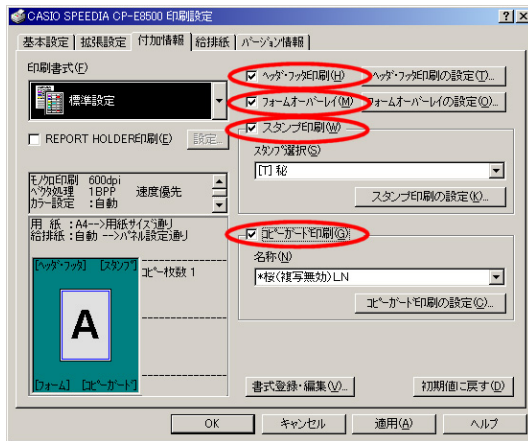 CASIO SPEEDIA CP-E8500 印刷設定
基本設定 拡張設定 付加情報 給排紙 バージョン情報
印刷書式(F)
標準設定
REPORT HOLDER印刷(E) 設定...
モノクロ印刷 600dpi
ベクタ処理 1BPP 速度優先
カラー設定 :自動
用 紙 :A4-->用紙サイズ通り
給排紙 :自動 -->パネル設定通り
[ヘッダ・フッタ] [スタンプ]
コピー枚数 1
A
[フォーム] [コピーガード]
ヘッダ・フッタ印刷(H) ヘッダ・フッタ印刷の設定(T)...
フォームオーバーレイ(M) フォームオーバーレイの設定(O)...
スタンプ印刷(W)
スタンプ選択(S)
[T] 秘
スタンプ印刷の設定(K)...
コピーガード印刷(G)
名称(N)
*桜(複写無効)LN
コピーガード印刷の設定(C)...
書式登録・編集(V)... 初期値に戻す(D)
OK キャンセル 適用(A) ヘルプ